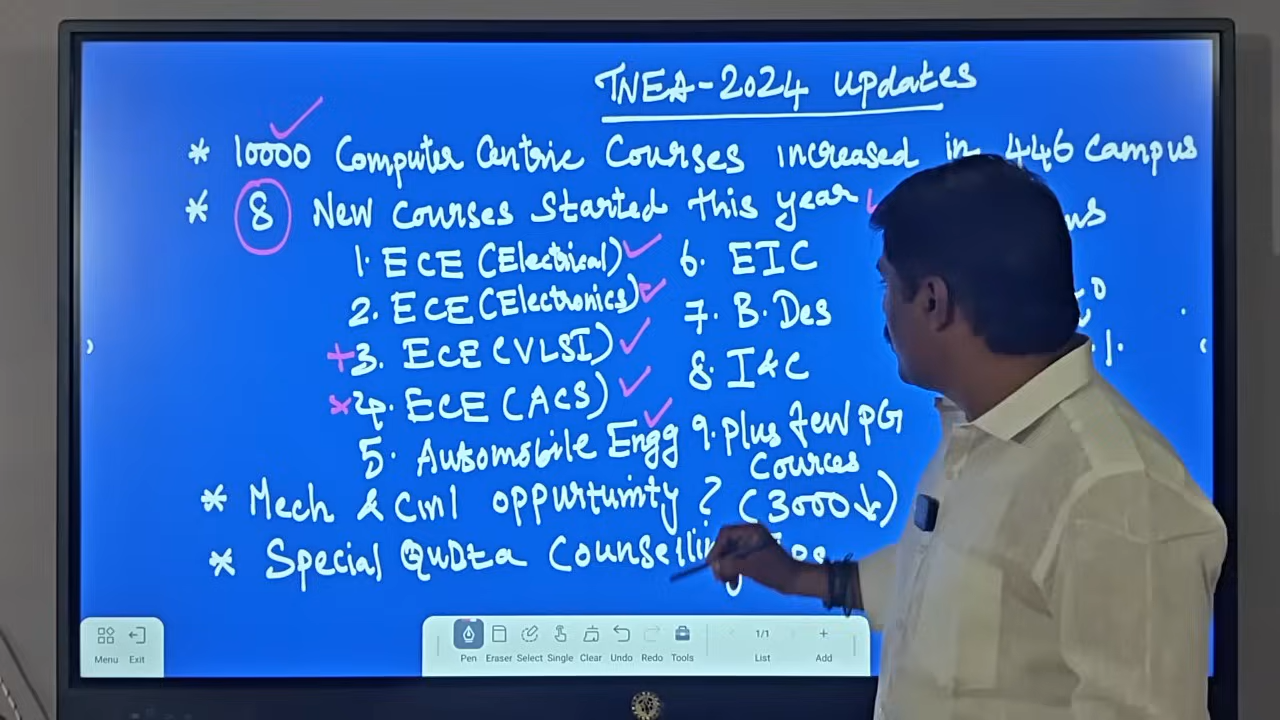 TNEA-2024 updates
* 10000 Computer Centric Courses increased in 446 campus
* 8 New courses Started this year
1. ECE (Electrical) 6. EIC
2. ECE (Electronics) 7. B.Des
+3. ECE (VLSI) 8. I&C
*4. ECE (ACS)
5. Automobile Engg 9. plus few PG
Courses
* Mech & Civil oppurtunity? (3000↓)
* Special Quota Counselling
Menu Exit Pen Eraser Select Single Clear Undo Redo Tools 1/1 List + Add